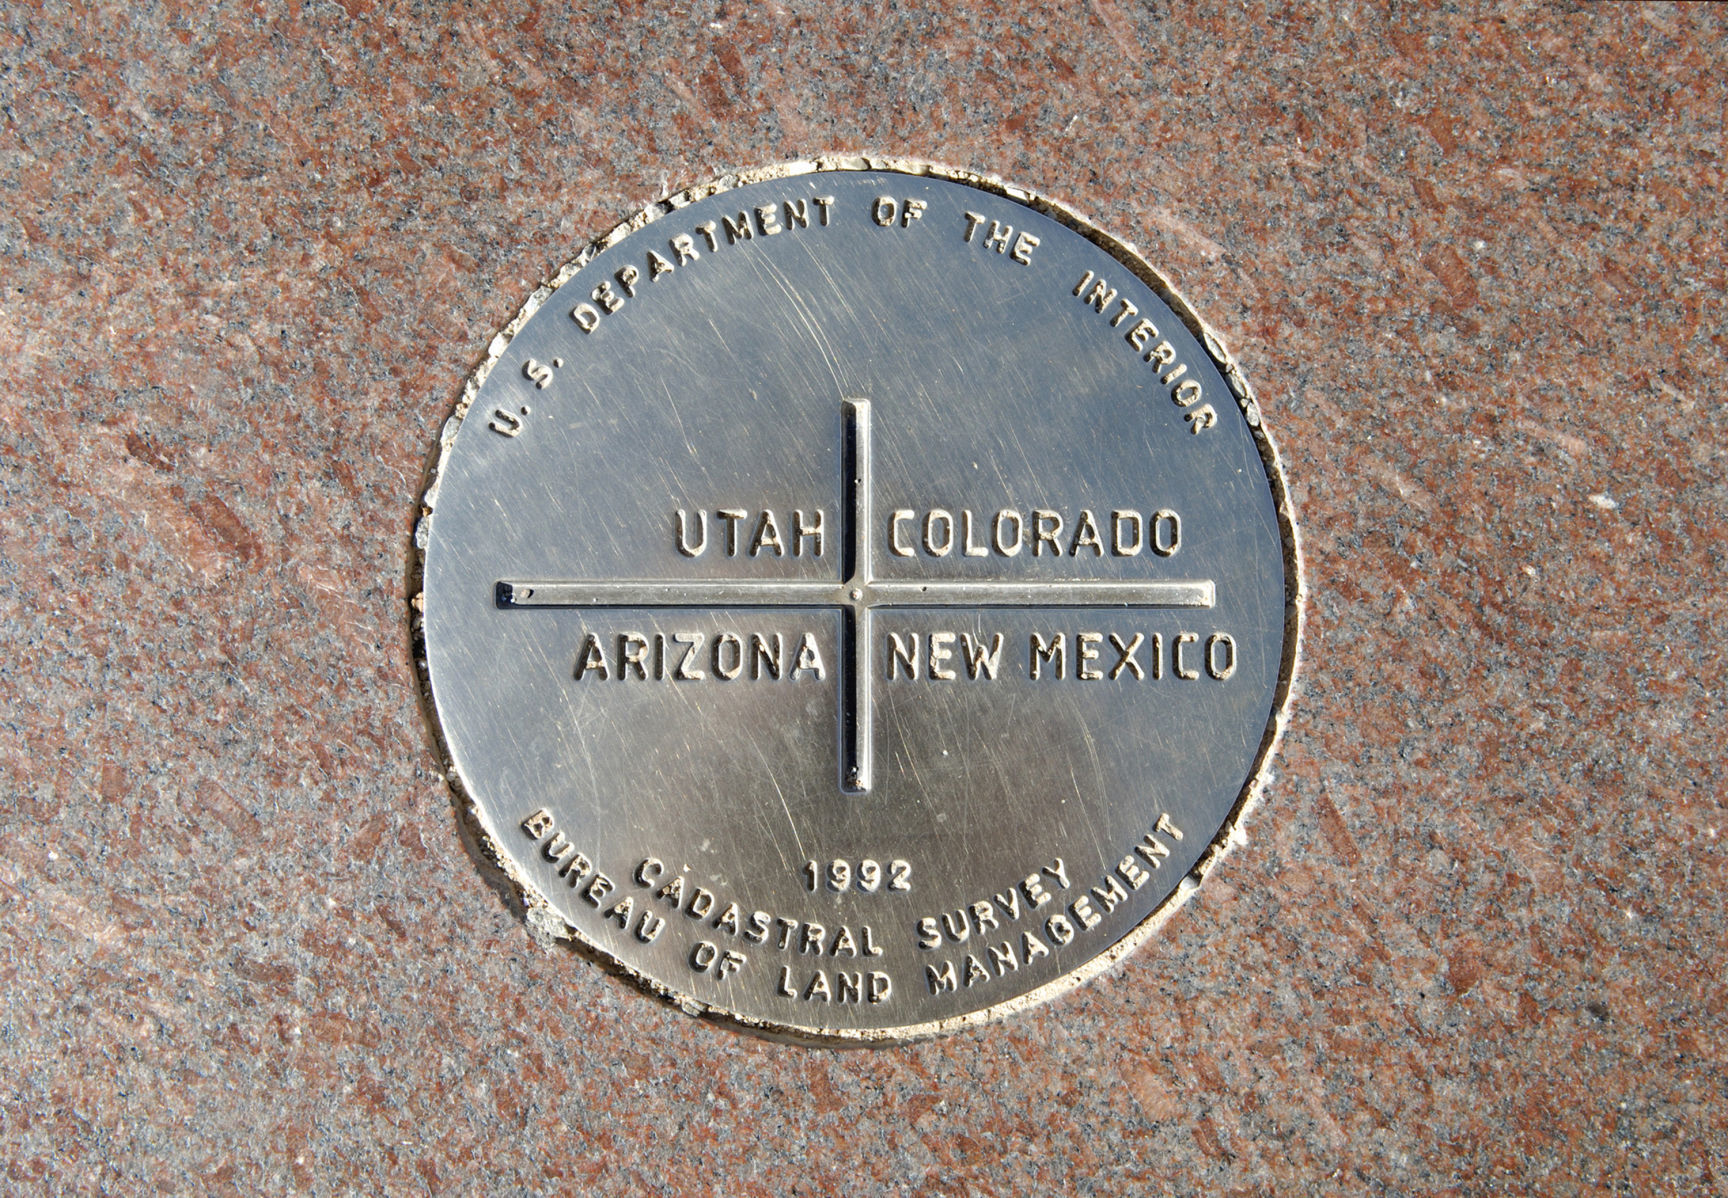 U. S. DEPARTMENT OF THE INTERIOR
UTAH COLORADO
ARIZONA NEW MEXICO
1992
CADASTRAL SURVEY
BUREAU OF LAND MANAGEMENT